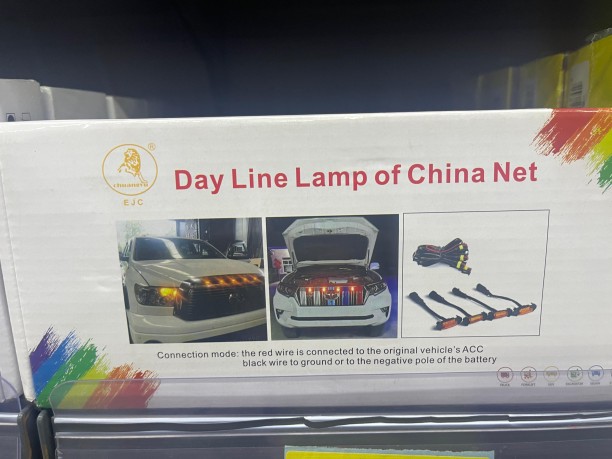 ®
EJC
Day Line Lamp of China Net
Connection mode: the red wire is connected to the original vehicle's ACC
black wire to ground or to the negative pole of the battery